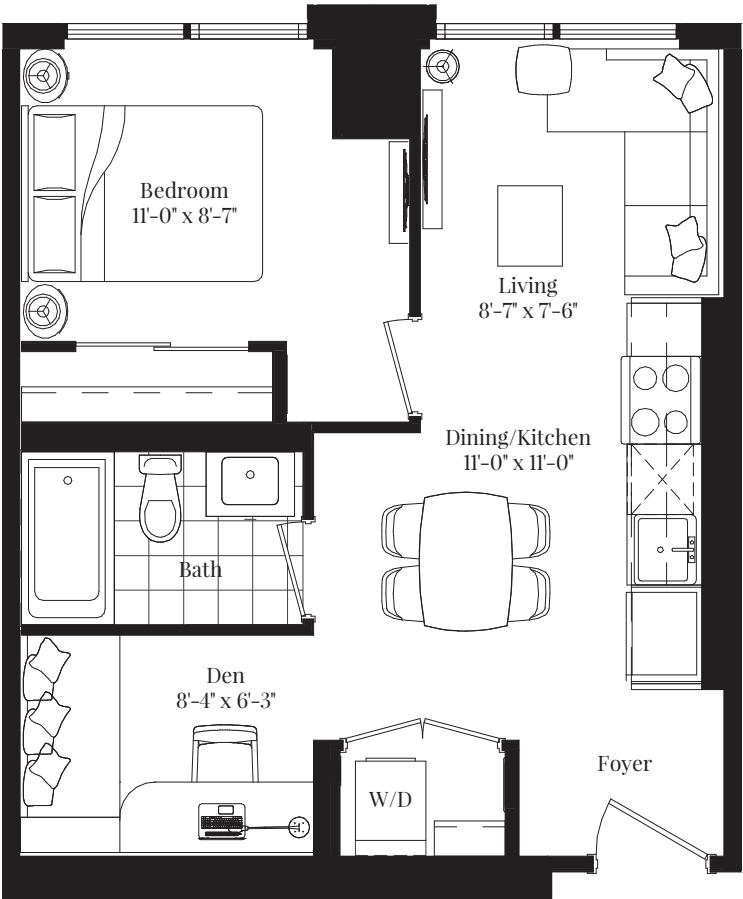 Bedroom
11'-0" x 8'-7"
Living
8'-7" x 7'-6"
Dining/Kitchen
11'-0" x 11'-0"
Bath
Den
8'-4" x 6'-3"
Foyer
W/D